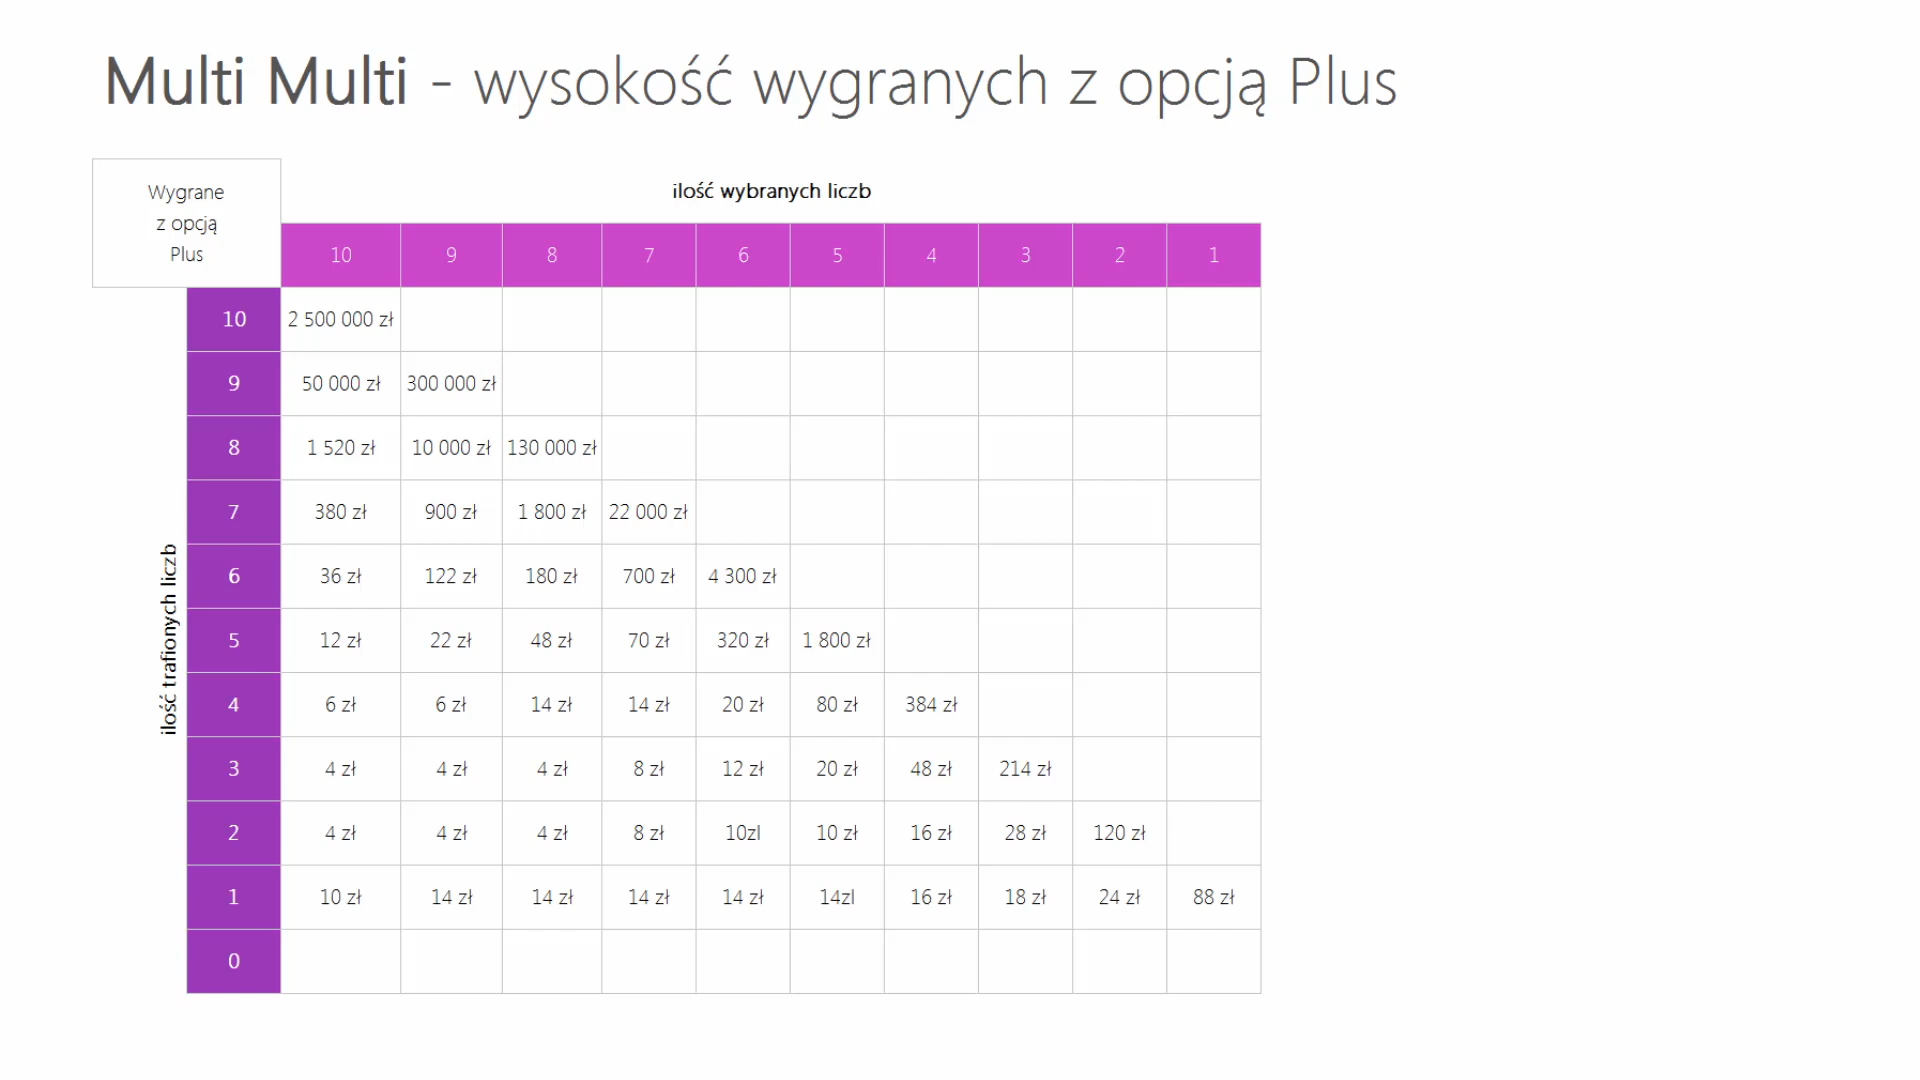 Multi Multi - wysokość wygranych z opcją Plus
Wygrane
z opcją
Plus
ilość wybranych liczb
10 9 8 7 6 5 4 3 2 1
ilość trafionych liczb
10 2 500 000 zł
9 50 000 zł 300 000 zł
8 1 520 zł 10 000 zł 130 000 zł
7 380 zł 900 zł 1 800 zł 22 000 zł
6 36 zł 122 zł 180 zł 700 zł 4 300 zł
5 12 zł 22 zł 48 zł 70 zł 320 zł 1 800 zł
4 6 zł 6 zł 14 zł 14 zł 20 zł 80 zł 384 zł
3 4 zł 4 zł 4 zł 8 zł 12 zł 20 zł 48 zł 214 zł
2 4 zł 4 zł 4 zł 8 zł 10zl 10 zł 16 zł 28 zł 120 zł
1 10 zł 14 zł 14 zł 14 zł 14 zł 14zl 16 zł 18 zł 24 zł 88 zł
0